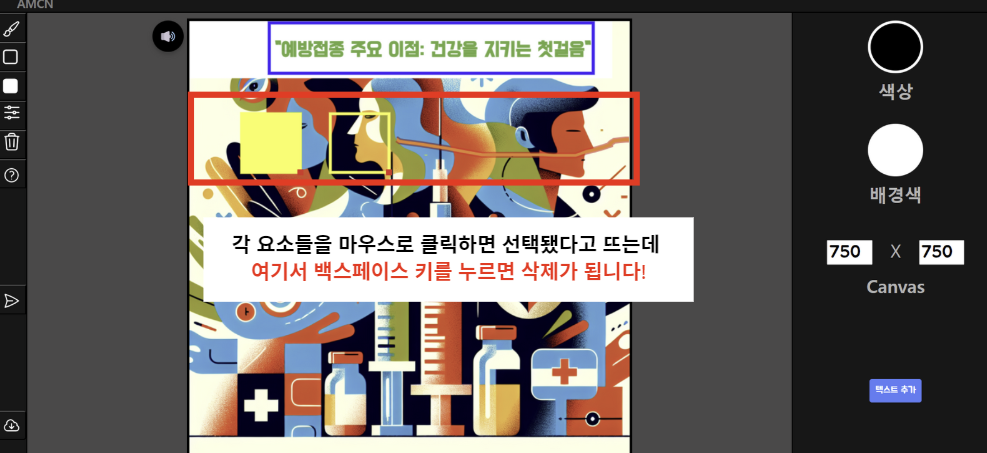 AMCN
"예방접종 주요 이점: 건강을 지키는 첫걸음"
각 요소들을 마우스로 클릭하면 선택됐다고 뜨는데
여기서 백스페이스 키를 누르면 삭제가 됩니다!
색상
배경색
750 X 750
Canvas
텍스트 추가